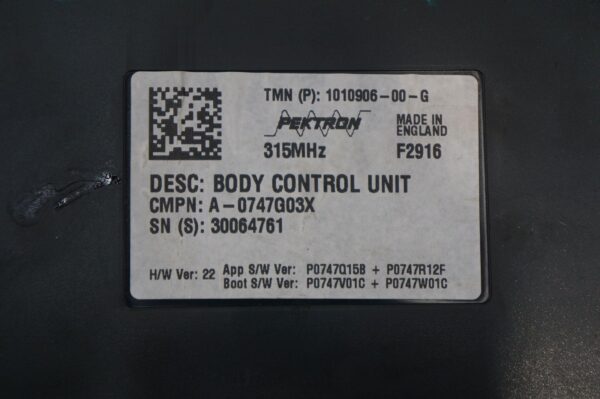 TMN (P): 1010906-00-G
PEKTRON
MADE IN
ENGLAND
315MHz
F2916
DESC: BODY CONTROL UNIT
CMPN: A-0747G03X
SN (S): 30064761
H/W Ver: 22
App S/W Ver: P0747Q15B + P0747R12F
Boot S/W Ver: P0747V01C + P0747W01C